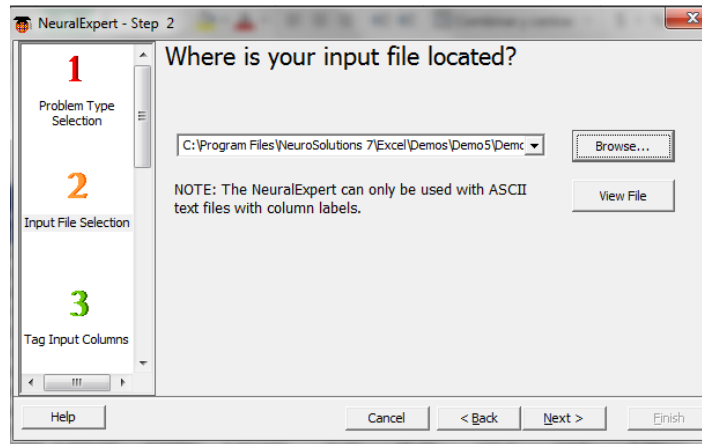 NeuralExpert - Step 2
1
Problem Type
Selection
2
Input File Selection
3
Tag Input Columns
Where is your input file located?
C:\Program Files\NeuroSolutions 7\Excel\Demos\Demo5\Demc
Browse...
NOTE: The NeuralExpert can only be used with ASCII
text files with column labels.
View File
Help
Cancel
< Back
Next >
Finish